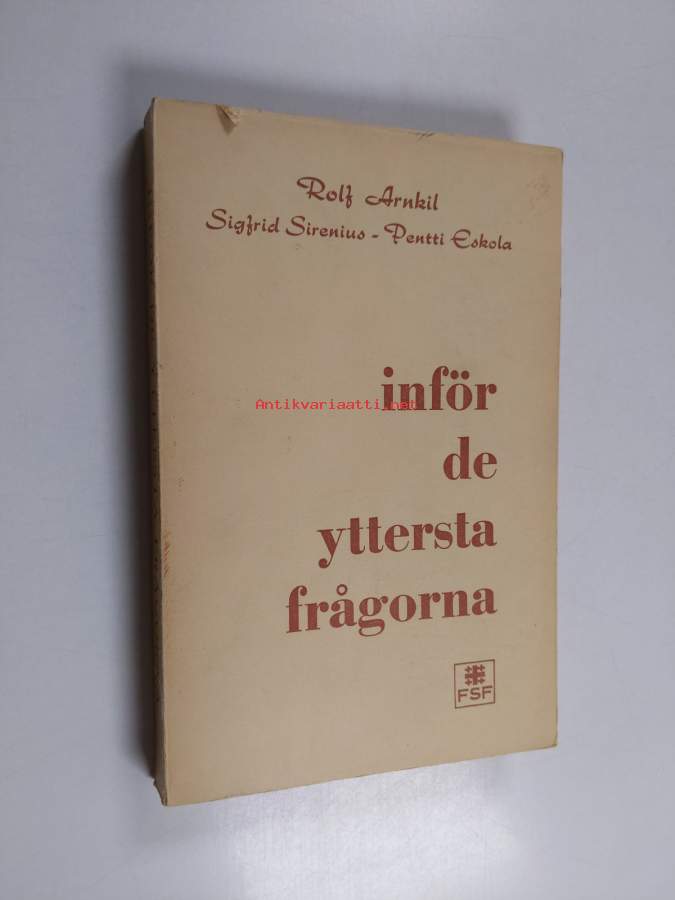 Rolf Arnkil
Sigfrid Sirenius - Pentti Eskola
inför
Antikvariaatti.net
de
yttersta
frågorna
FSF